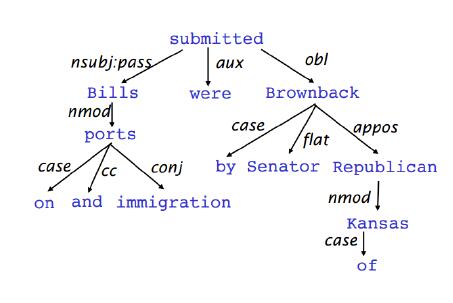 submitted
nsubj:pass aux obl
Bills were Brownback
nmod
ports
case flat appos
case cc conj
by Senator Republican
nmod
on and immigration
Kansas
case
of